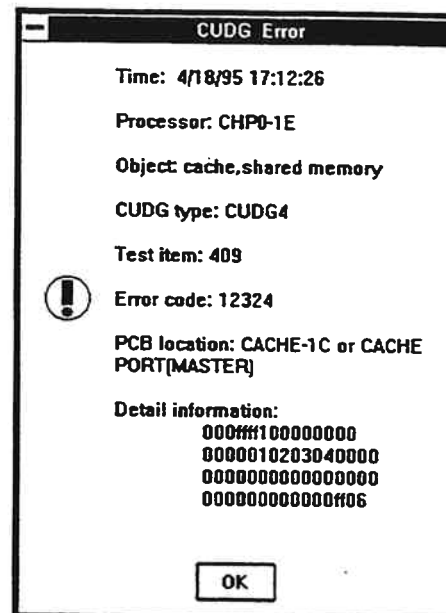 CUDG Error
Time: 4/18/95 17:12:26
Processor: CHP0-1E
Object: cache,shared memory
CUDG type: CUDG4
Test item: 409
Error code: 12324
PCB location: CACHE-1C or CACHE
PORT(MASTER)
Detail information:
000ffff100000000
0000010203040000
0000000000000000
000000000000ff06
OK